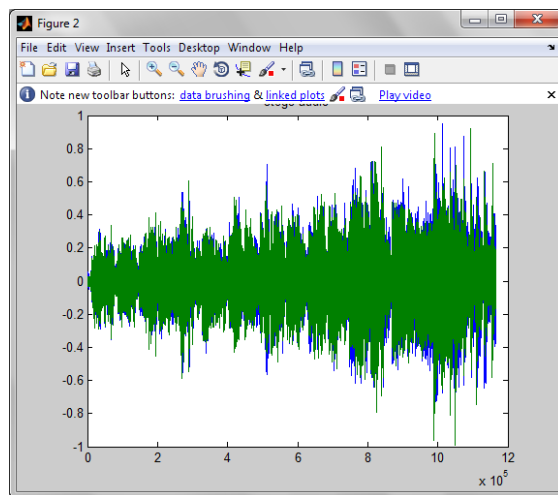 Figure 2
File Edit View Insert Tools Desktop Window Help
Note new toolbar buttons: data brushing & linked plots Play video
stego audio
1
0.8
0.6
0.4
0.2
0
-0.2
-0.4
-0.6
-0.8
-1
0 2 4 6 8 10 12
x 10^5